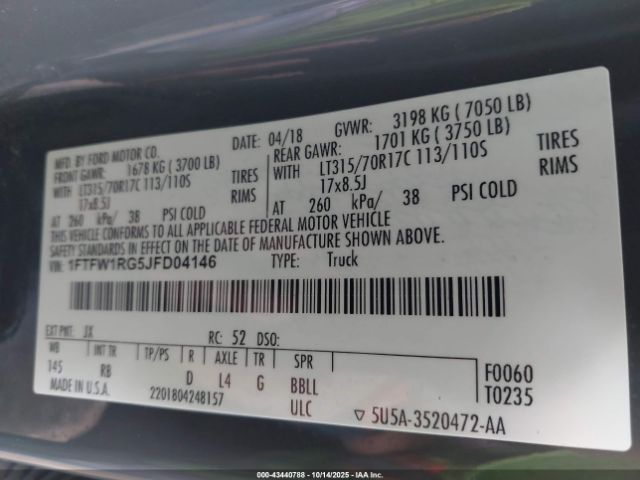 MFD. BY FORD MOTOR CO.
DATE: 04/18 GVWR: 3198 KG ( 7050 LB)
FRONT GAWR: 1678 KG ( 3700 LB)
REAR GAWR: 1701 KG ( 3750 LB)
WITH LT315/70R17C 113/110S TIRES
WITH LT315/70R17C 113/110S TIRES
17x8.5J RIMS
17x8.5J RIMS
AT 260 kPa/ 38 PSI COLD
AT 260 kPa/ 38 PSI COLD
THIS VEHICLE CONFORMS TO ALL APPLICABLE FEDERAL MOTOR VEHICLE
SAFETY STANDARDS IN EFFECT ON THE DATE OF MANUFACTURE SHOWN ABOVE.
VIN: 1FTFW1RG5JFD04146 TYPE: Truck
EXT PNT: JX RC: 52 DSO:
WB INT TR TP/PS R AXLE TR SPR
145 RB D L4 G BBLL
F0060
T0235
MADE IN U.S.A. 2201804248157 ULC
▽ 5U5A-3520472-AA
000-43440788 10/14/2025 IAA Inc.